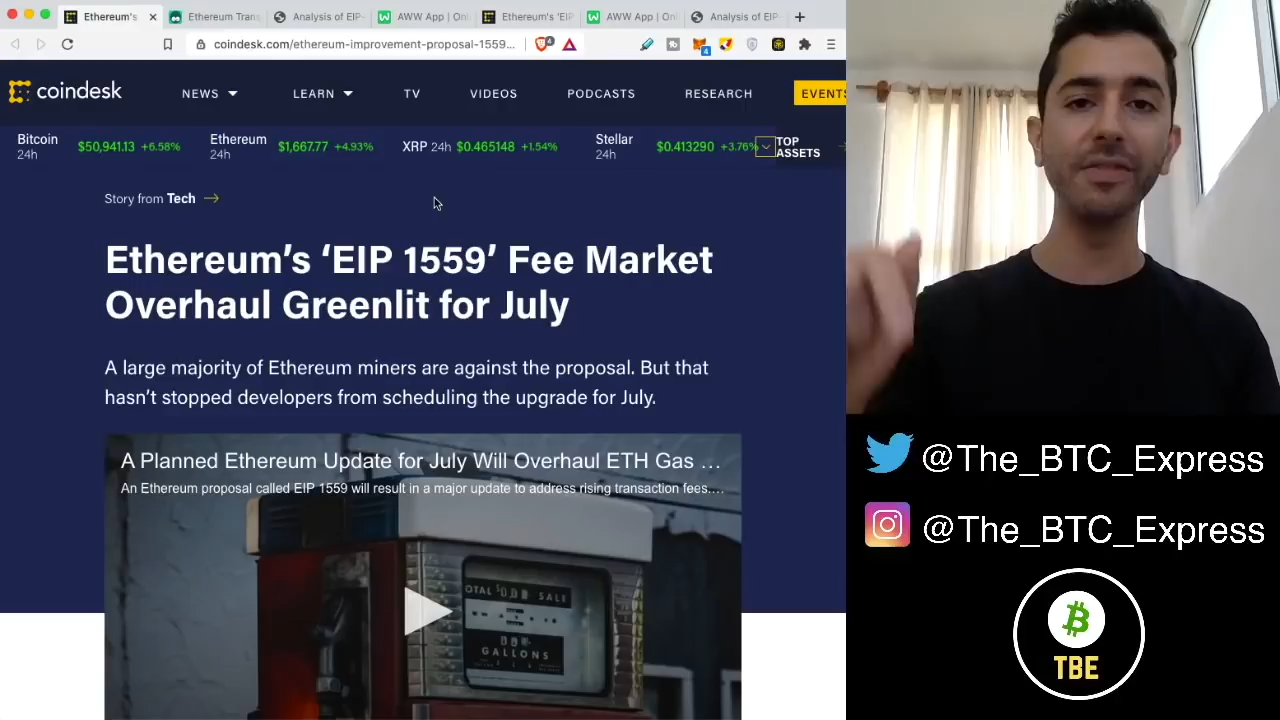 Ethereum's
Ethereum Tran
Analysis of EIP-
AWW App | Onl
Ethereum's 'EIP
AWW App | Onl
Analysis of EIP-
coindesk.com/ethereum-improvement-proposal-1559...
4
4
coindesk
NEWS
LEARN
TV
VIDEOS
PODCASTS
RESEARCH
EVENTS
Bitcoin
24h
$50,941.13 +6.58%
Ethereum
24h
$1,667.77 +4.93%
XRP 24h $0.465148 +1.54%
Stellar
24h
$0.413290 +3.76%
TOP
ASSETS
Story from Tech
Ethereum's 'EIP 1559' Fee Market
Overhaul Greenlit for July
A large majority of Ethereum miners are against the proposal. But that
hasn't stopped developers from scheduling the upgrade for July.
A Planned Ethereum Update for July Will Overhaul ETH Gas ...
An Ethereum proposal called EIP 1559 will result in a major update to address rising transaction fees....
SALE
GALLONS
@The_BTC_Express
@The_BTC_Express
TBE